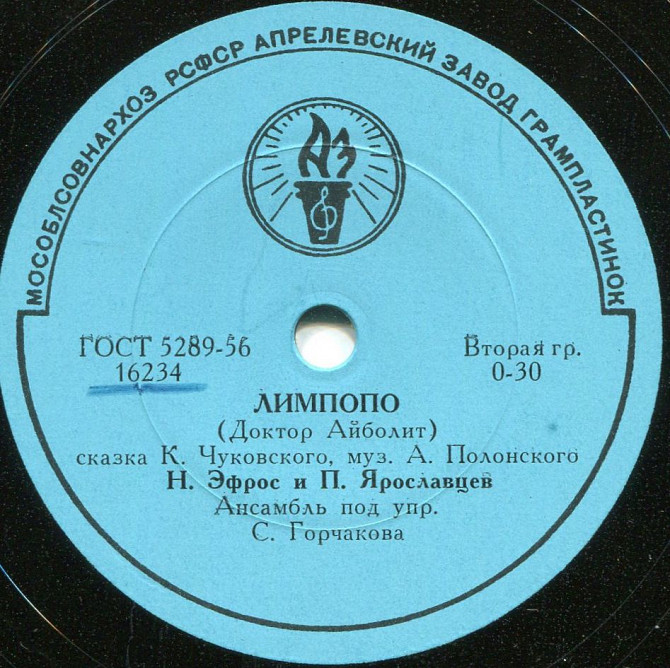 МОСОБЛСОВНАРХОЗ РСФСР АПРЕЛЕВСКИЙ ЗАВОД ГРАМПЛАСТИНОК
АЗ
ГОСТ 5289-56
16234
Вторая гр.
0-30
ЛИМПОПО
(Доктор Айболит)
сказка К. Чуковского, муз. А. Полонского
Н. Эфрос и П. Ярославцев
Ансамбль под упр.
С. Горчакова